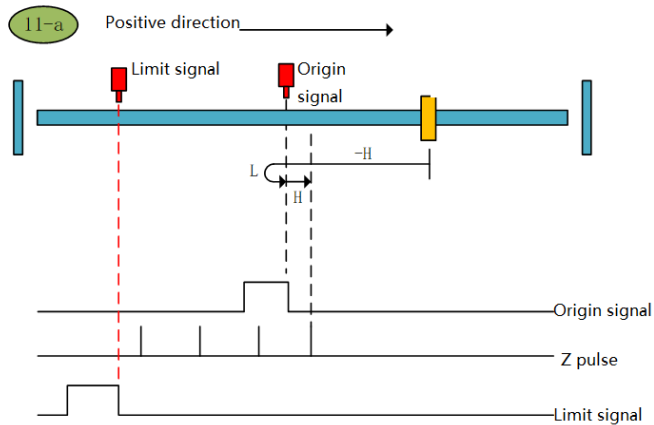 11-a
Positive direction
Limit signal
Origin
signal
-H
L
H
Origin signal
Z pulse
Limit signal